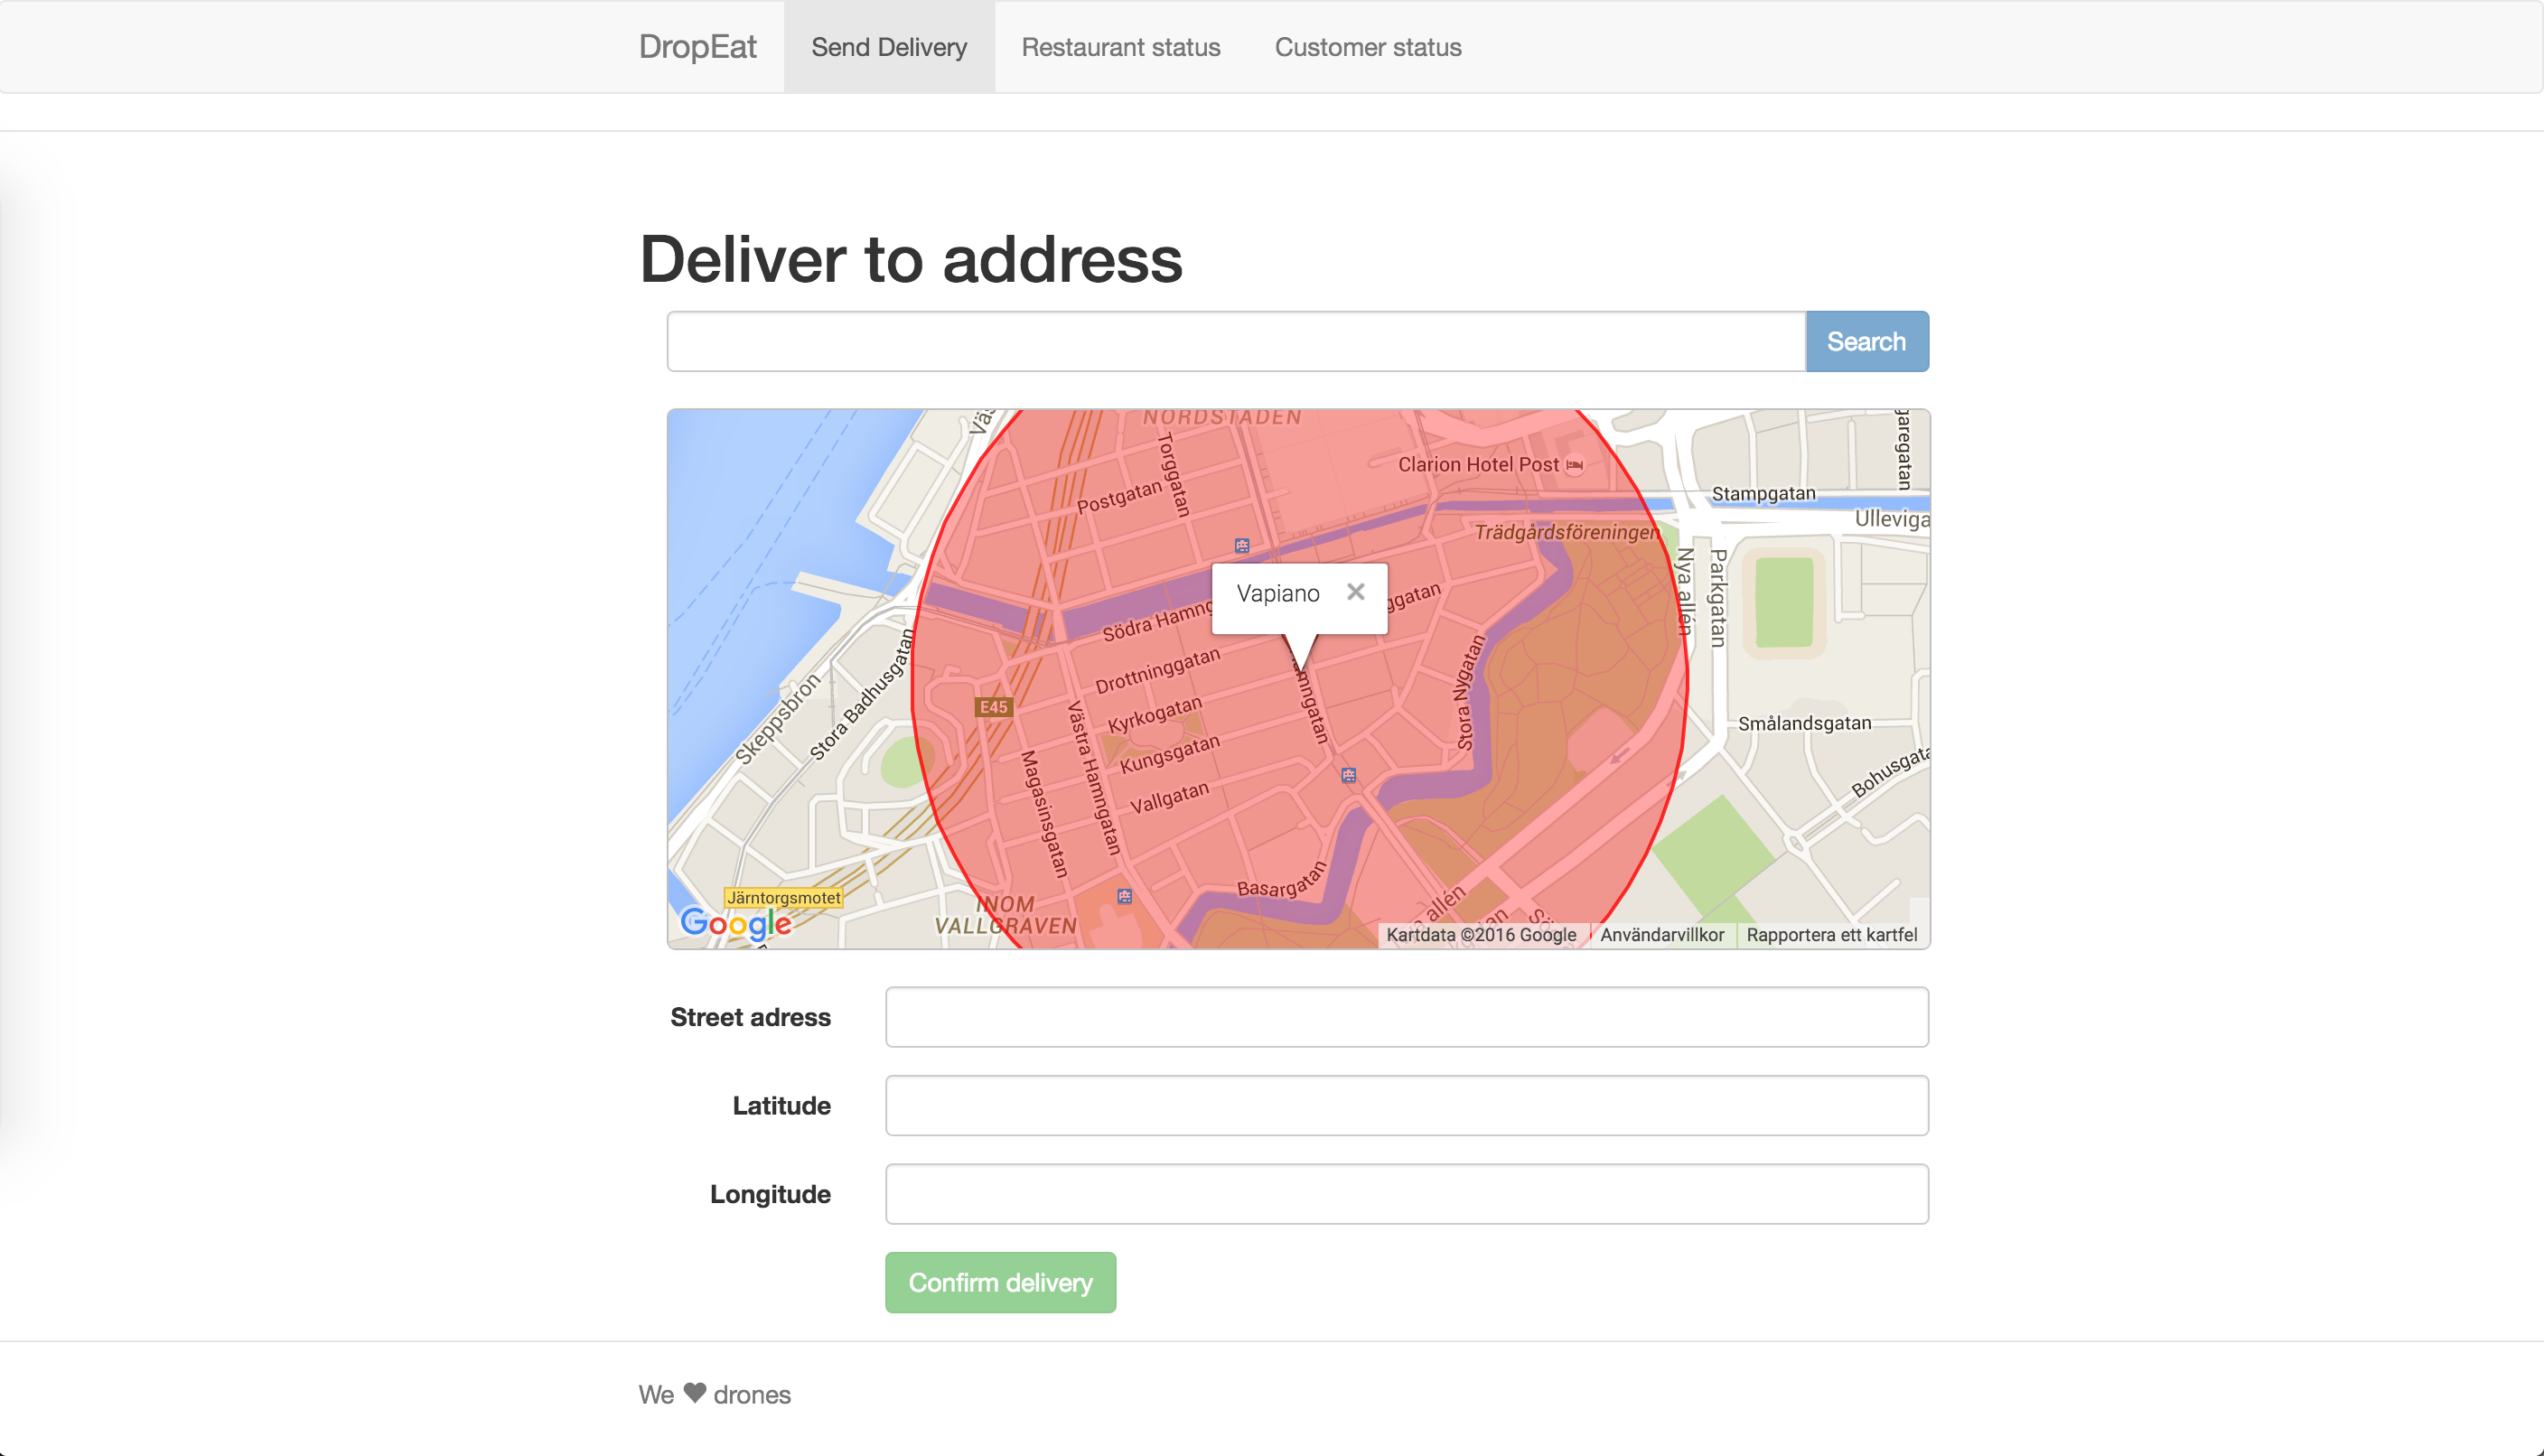 DropEat Send Delivery Restaurant status Customer status
Deliver to address
Search
NORDSTADEN
Torggatan
Clarion Hotel Post
Postgatan
Stampgatan
Ulleviga
Trädgårdsföreningen
Nya allén
Parkgatan
Vapiano ×
Södra Hamng
ggatan
Drottninggatan
Stora Nygatan
amngatan
Stora Badhusgatan
Skeppsbron
E45
Kyrkogatan
Västra Hamngatan
Kungsgatan
Magasinsgatan
Vallgatan
Smålandsgatan
Bohusgata
Basargatan
Järntorgsmotet
INOM
VALLGRAVEN
Google
Kartdata ©2016 Google Användarvillkor Rapportera ett kartfel
Street adress
Latitude
Longitude
Confirm delivery
We ♥ drones